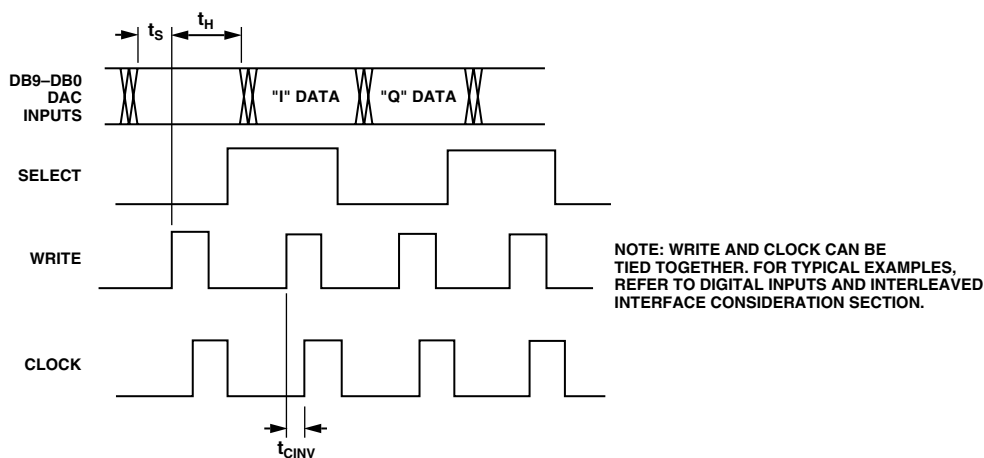 tS
tH
DB9–DB0
DAC
INPUTS
"I" DATA
"Q" DATA
SELECT
WRITE
NOTE: WRITE AND CLOCK CAN BE
TIED TOGETHER. FOR TYPICAL EXAMPLES,
REFER TO DIGITAL INPUTS AND INTERLEAVED
INTERFACE CONSIDERATION SECTION.
CLOCK
tCINV